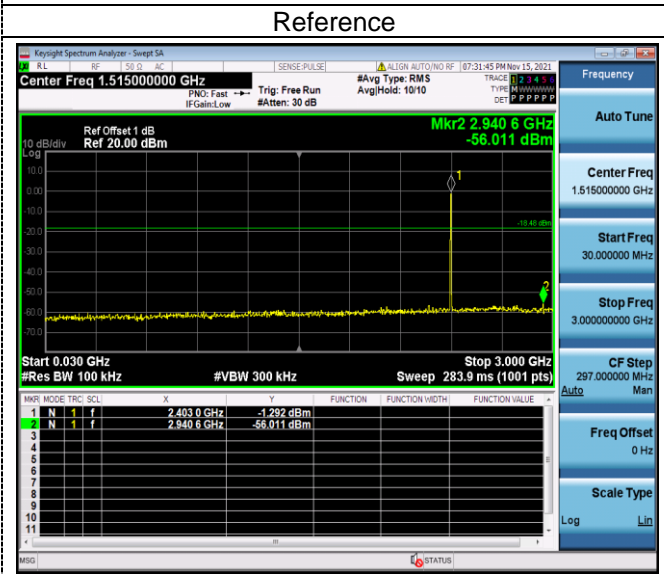 Reference
Keysight Spectrum Analyzer - Swept SA
RL RF 50 Ω AC SENSE:PULSE ALIGN AUTO/NO RF 07:31:45 PM Nov 15, 2021
Center Freq 1.515000000 GHz #Avg Type: RMS TRACE 1 2 3 4 5 6
PNO: Fast Trig: Free Run Avg|Hold: 10/10 TYPE M WWWWW
IFGain:Low #Atten: 30 dB DET P P P P P P
Ref Offset 1 dB Mkr2 2.940 6 GHz
10 dB/div Ref 20.00 dBm -56.011 dBm
Log
10.0
1
0.00
-10.0
-18.48 dBm
-20.0
-30.0
-40.0
-50.0
2
-60.0
-70.0
Start 0.030 GHz Stop 3.000 GHz
#Res BW 100 kHz #VBW 300 kHz Sweep 283.9 ms (1001 pts)
MKR MODE TRC SCL X Y FUNCTION FUNCTION WIDTH FUNCTION VALUE
1 N 1 f 2.403 0 GHz -1.292 dBm
2 N 1 f 2.940 6 GHz -56.011 dBm
3
4
5
6
7
8
9
10
11
MSG STATUS
Frequency
Auto Tune
Center Freq
1.515000000 GHz
Start Freq
30.000000 MHz
Stop Freq
3.000000000 GHz
CF Step
297.000000 MHz
Auto Man
Freq Offset
0 Hz
Scale Type
Log Lin